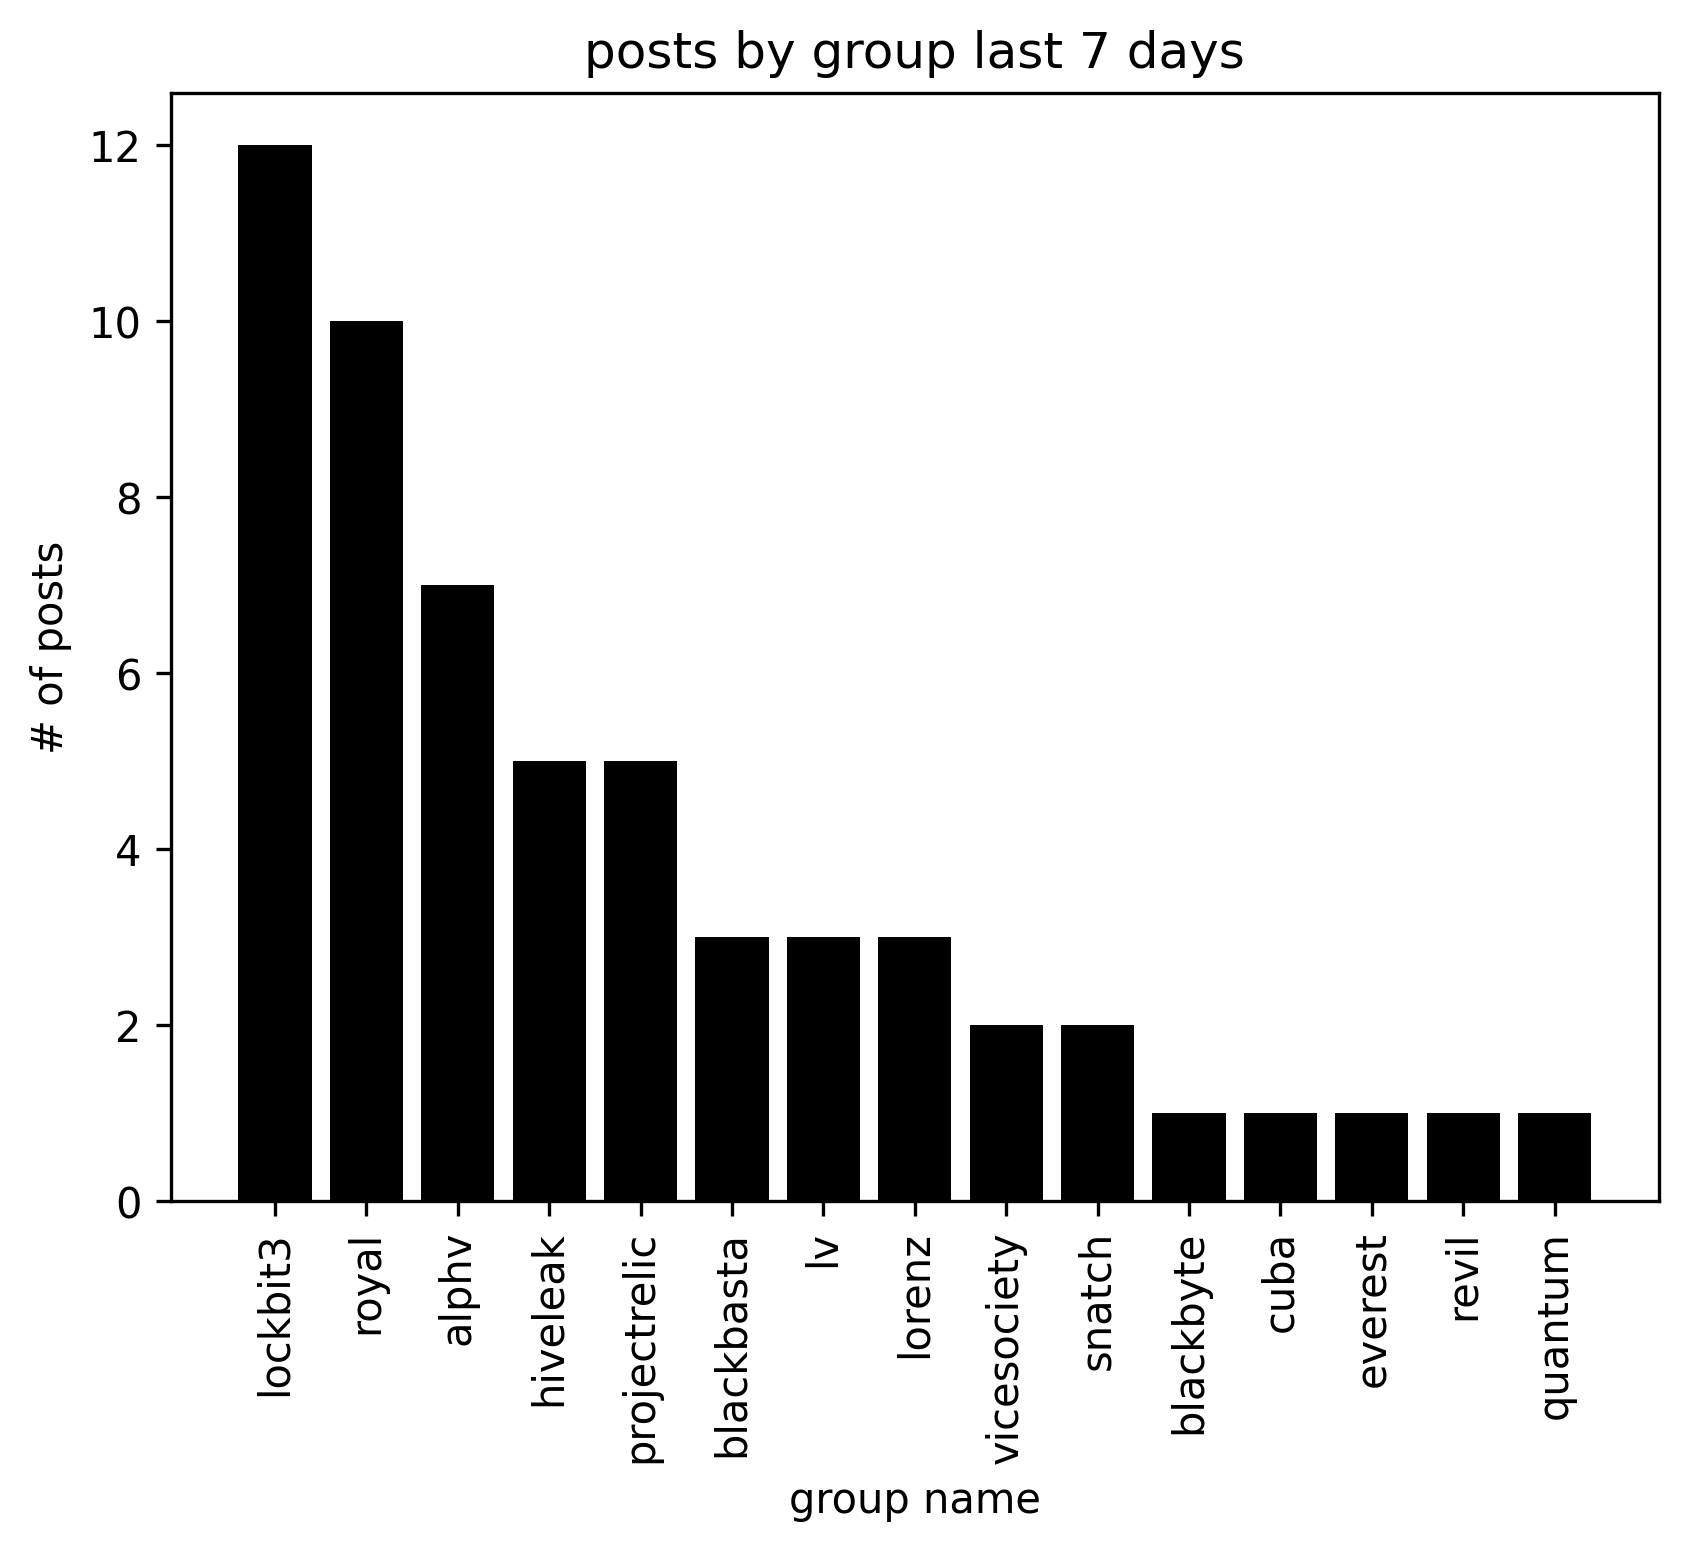 posts by group last 7 days
12
10
8
6
4
2
0
# of posts
lockbit3
royal
alphv
hiveleak
projectrelic
blackbasta
lv
lorenz
vicesociety
snatch
blackbyte
cuba
everest
revil
quantum
group name